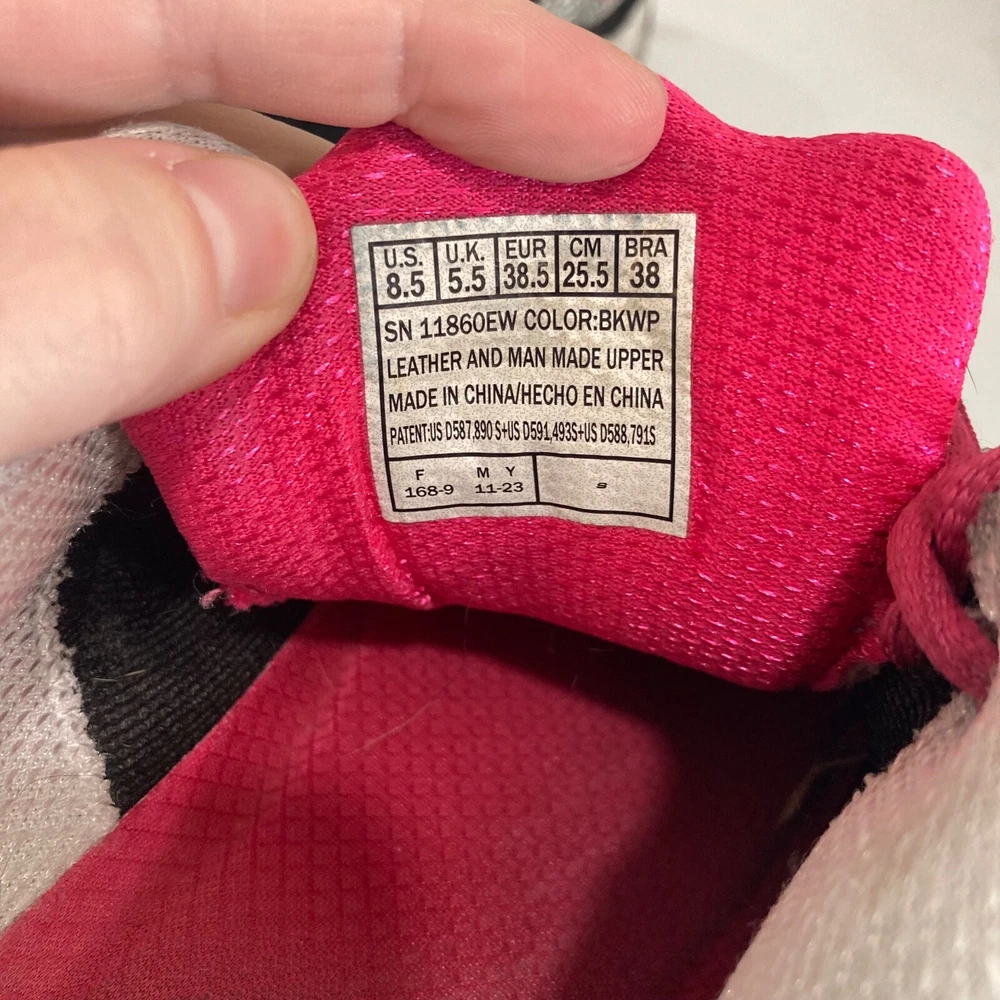 U.S. U.K. EUR CM BRA
8.5 5.5 38.5 25.5 38
SN 11860EW COLOR:BKWP
LEATHER AND MAN MADE UPPER
MADE IN CHINA/HECHO EN CHINA
PATENT:US D587,890 S+US D591,493S+US D588,791S
F M Y
168-9 11-23